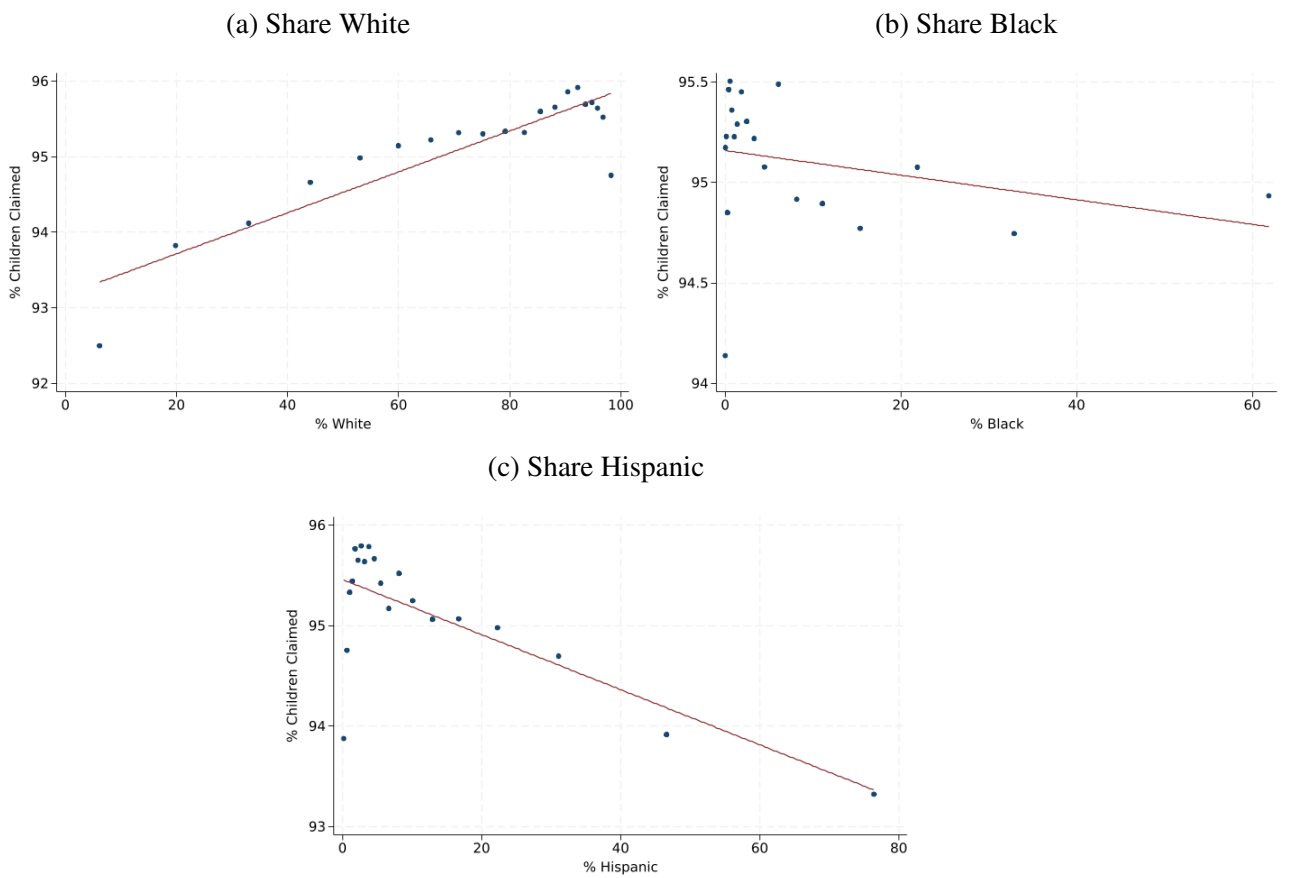 (a) Share White
96
95
94
93
92
% Children Claimed
0 20 40 60 80 100
% White
(b) Share Black
95.5
95
94.5
94
% Children Claimed
0 20 40 60
% Black
(c) Share Hispanic
96
95
94
93
% Children Claimed
0 20 40 60 80
% Hispanic